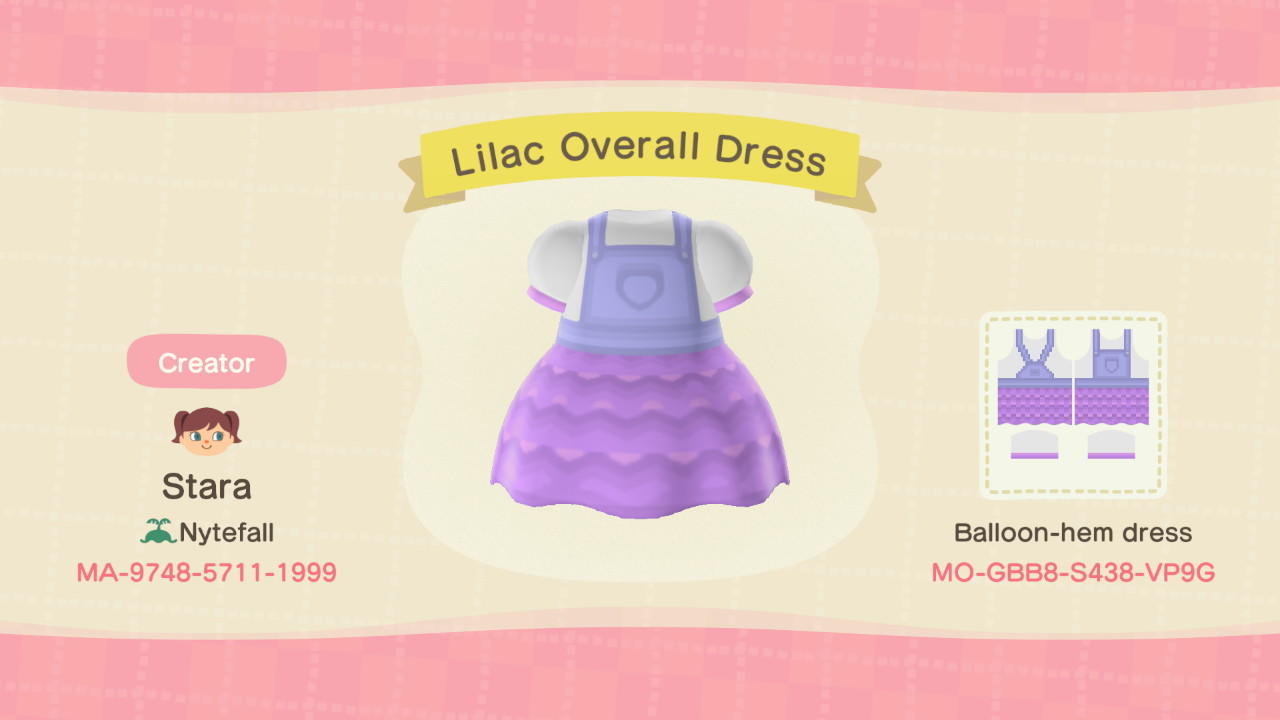 Lilac Overall Dress
Creator
Stara
Nytefall
MA-9748-5711-1999
Balloon-hem dress
MO-GBB8-S438-VP9G